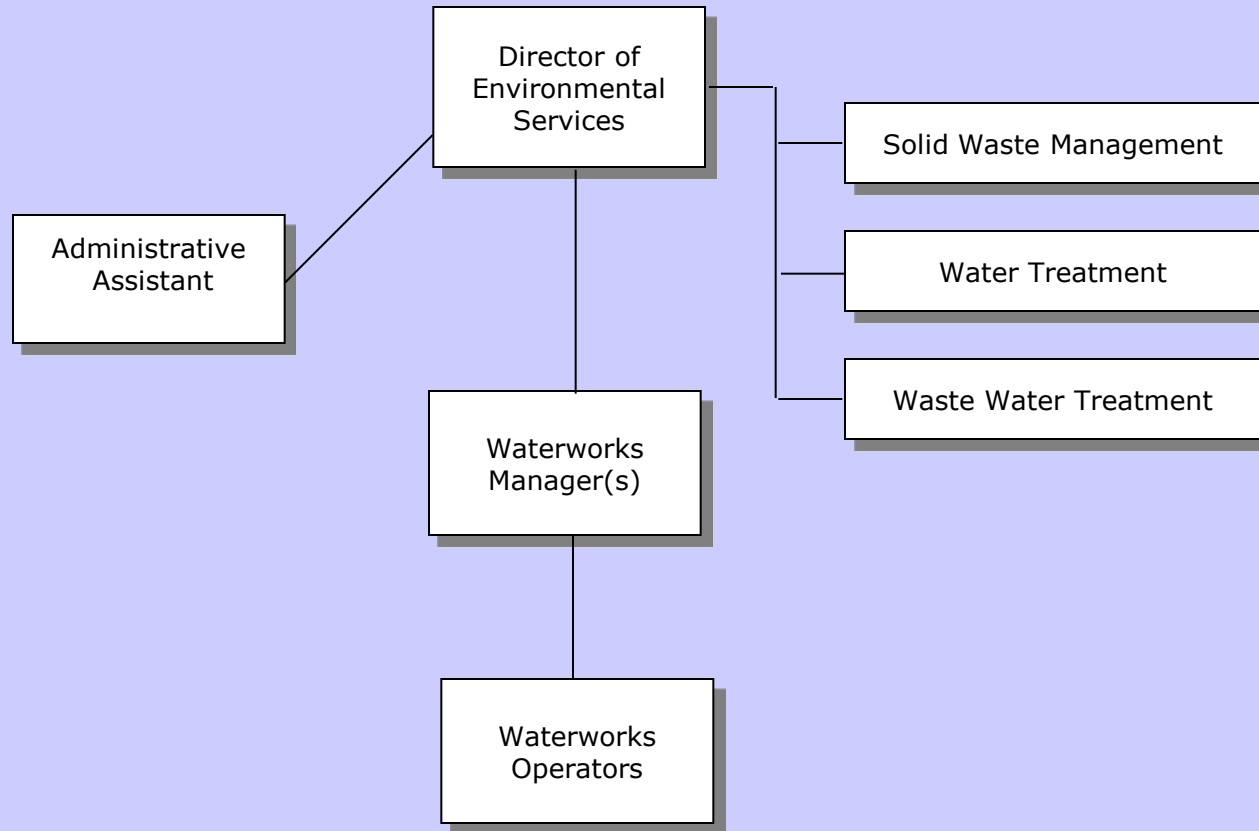 Director of
Environmental
Services
Solid Waste Management
Administrative
Assistant
Water Treatment
Waste Water Treatment
Waterworks
Manager(s)
Waterworks
Operators